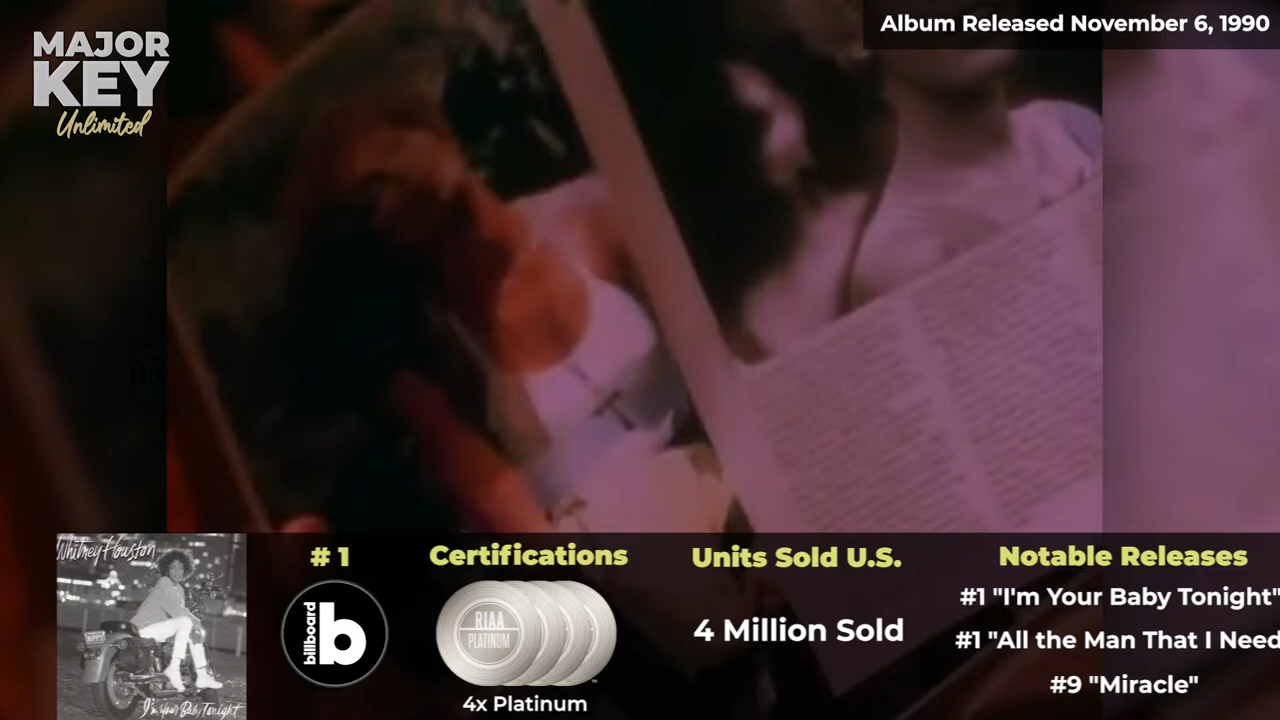 MAJOR
KEY
Unlimited
Album Released November 6, 1990
Whitney Houston
I'm Your Baby Tonight
# 1
billboard
b
Certifications
RIAA
PLATINUM
4x Platinum
Units Sold U.S.
4 Million Sold
Notable Releases
#1 "I'm Your Baby Tonight"
#1 "All the Man That I Need
#9 "Miracle"